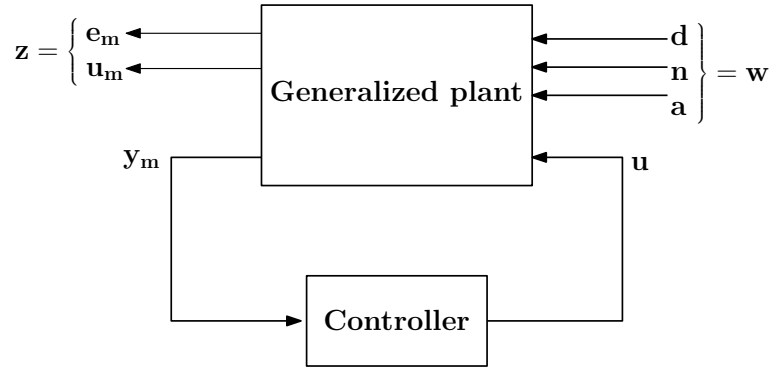 z = { e_m
u_m
Generalized plant
d
n } = w
a
y_m
u
Controller